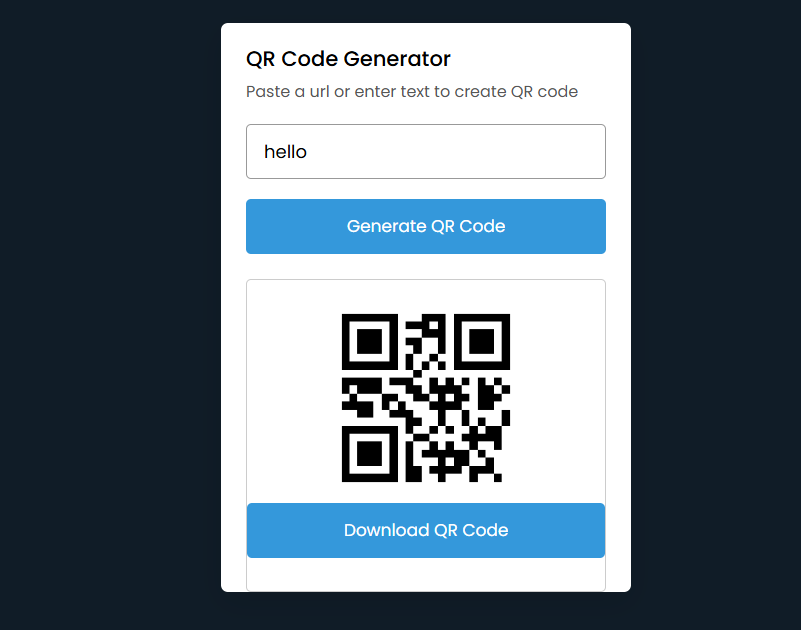 QR Code Generator
Paste a url or enter text to create QR code
hello
Generate QR Code
Download QR Code